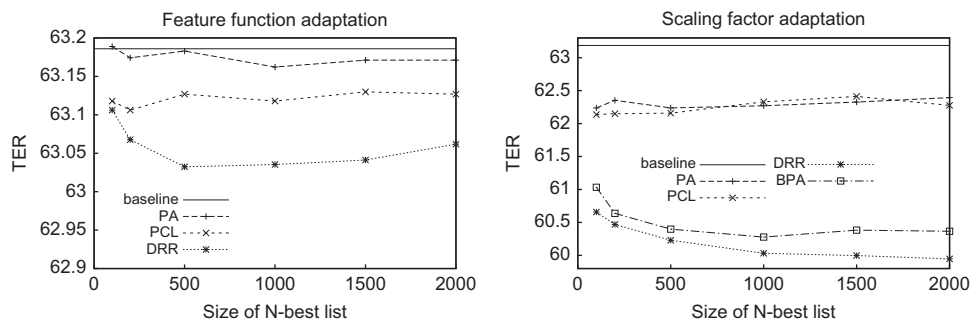 Feature function adaptation
63.2
63.15
63.1
63.05
63
62.95
62.9
TER
baseline
PA
PCL
DRR
0 500 1000 1500 2000
Size of N-best list
Scaling factor adaptation
63
62.5
62
61.5
61
60.5
60
TER
baseline
PA
PCL
DRR
BPA
0 500 1000 1500 2000
Size of N-best list